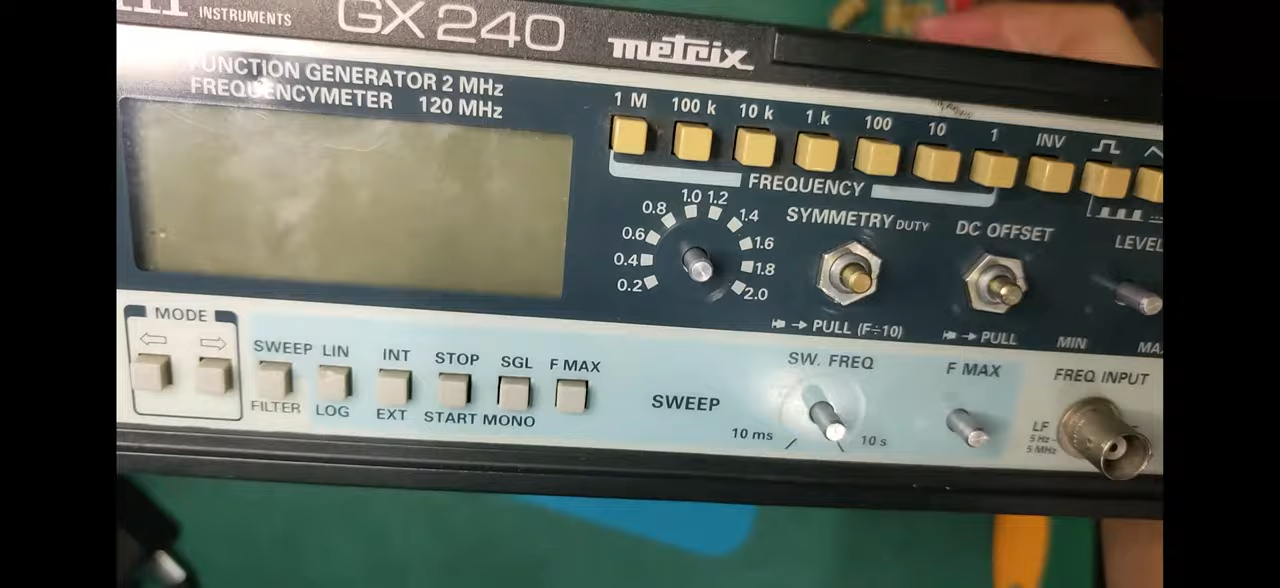 INSTRUMENTS
GX 240
metrix
FUNCTION GENERATOR 2 MHz
FREQUENCYMETER 120 MHz
1 M 100 k 10 k 1 k 100 10 1 INV
FREQUENCY
0.2 0.4 0.6 0.8 1.0 1.2 1.4 1.6 1.8 2.0
SYMMETRY DUTY
DC OFFSET
LEVEL
PULL (F÷10)
PULL
MIN
MODE
SWEEP LIN INT STOP SGL F MAX
FILTER LOG EXT START MONO
SWEEP
SW. FREQ
10 ms 10 s
F MAX
FREQ INPUT
LF
5 Hz-
5 MHz